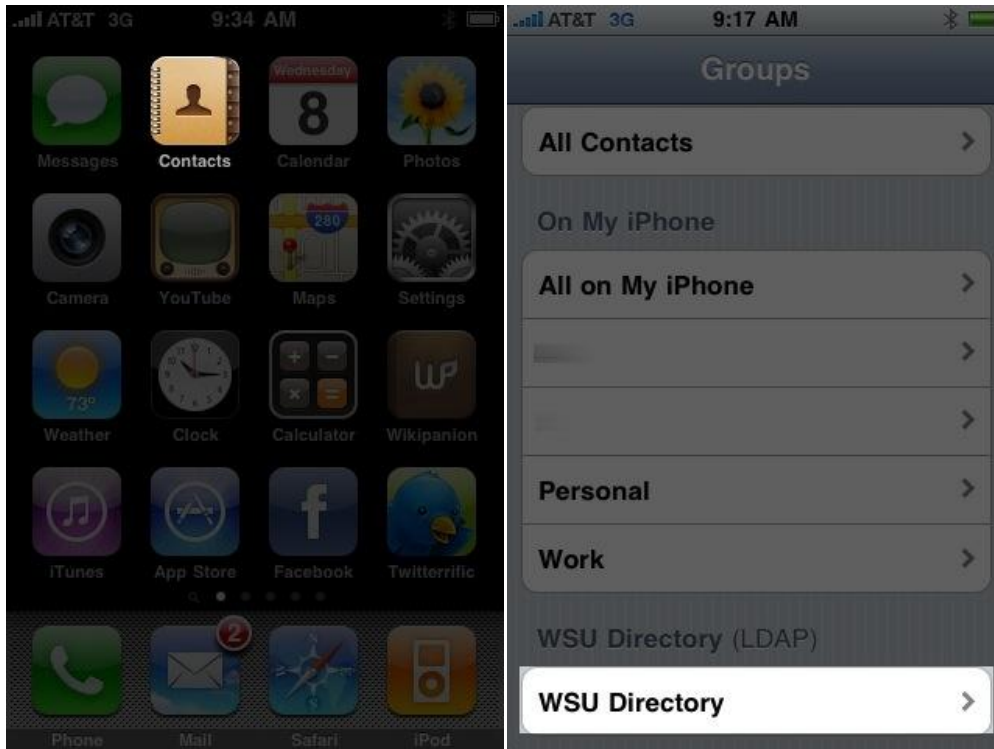 AT&T 3G 9:34 AM
Wednesday
8
280
Messages Contacts Calendar Photos
Camera YouTube Maps Settings
73°
WP
Weather Clock Calculator Wikipanion
f
iTunes App Store Facebook Twitterrific
2
Phone Mail Safari iPod
AT&T 3G 9:17 AM
Groups
All Contacts
On My iPhone
All on My iPhone
Personal
Work
WSU Directory (LDAP)
WSU Directory